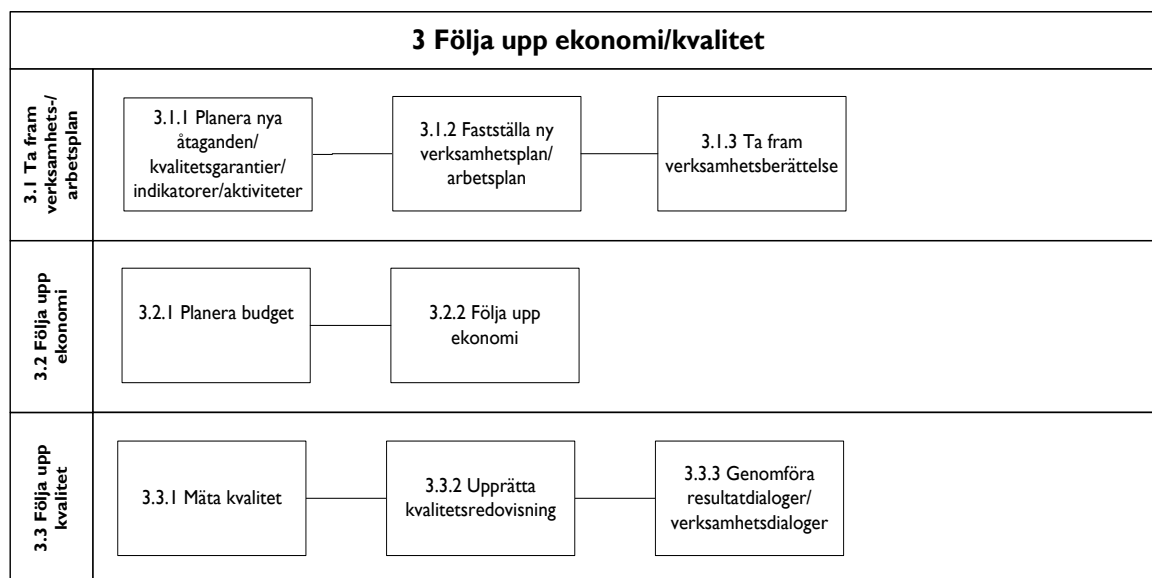 3 Följa upp ekonomi/kvalitet
3.1 Ta fram
verksamhets-/
arbetsplan
3.1.1 Planera nya
åtaganden/
kvalitetsgarantier/
indikatorer/aktiviteter
3.1.2 Fastställa ny
verksamhetsplan/
arbetsplan
3.1.3 Ta fram
verksamhetsberättelse
3.2 Följa upp
ekonomi
3.2.1 Planera budget
3.2.2 Följa upp
ekonomi
3.3 Följa upp
kvalitet
3.3.1 Mäta kvalitet
3.3.2 Upprätta
kvalitetsredovisning
3.3.3 Genomföra
resultatdialoger/
verksamhetsdialoger